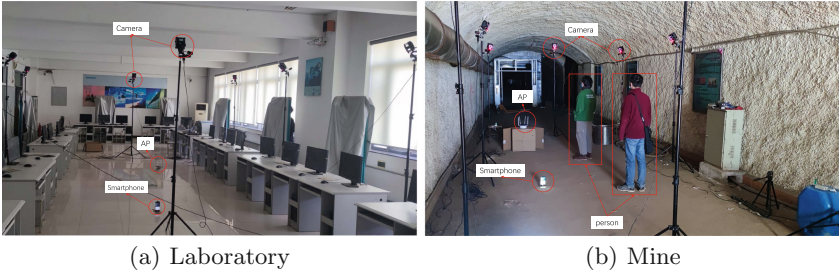 Camera
AP
Smartphone
Camera
AP
Smartphone
person
(a) Laboratory
(b) Mine